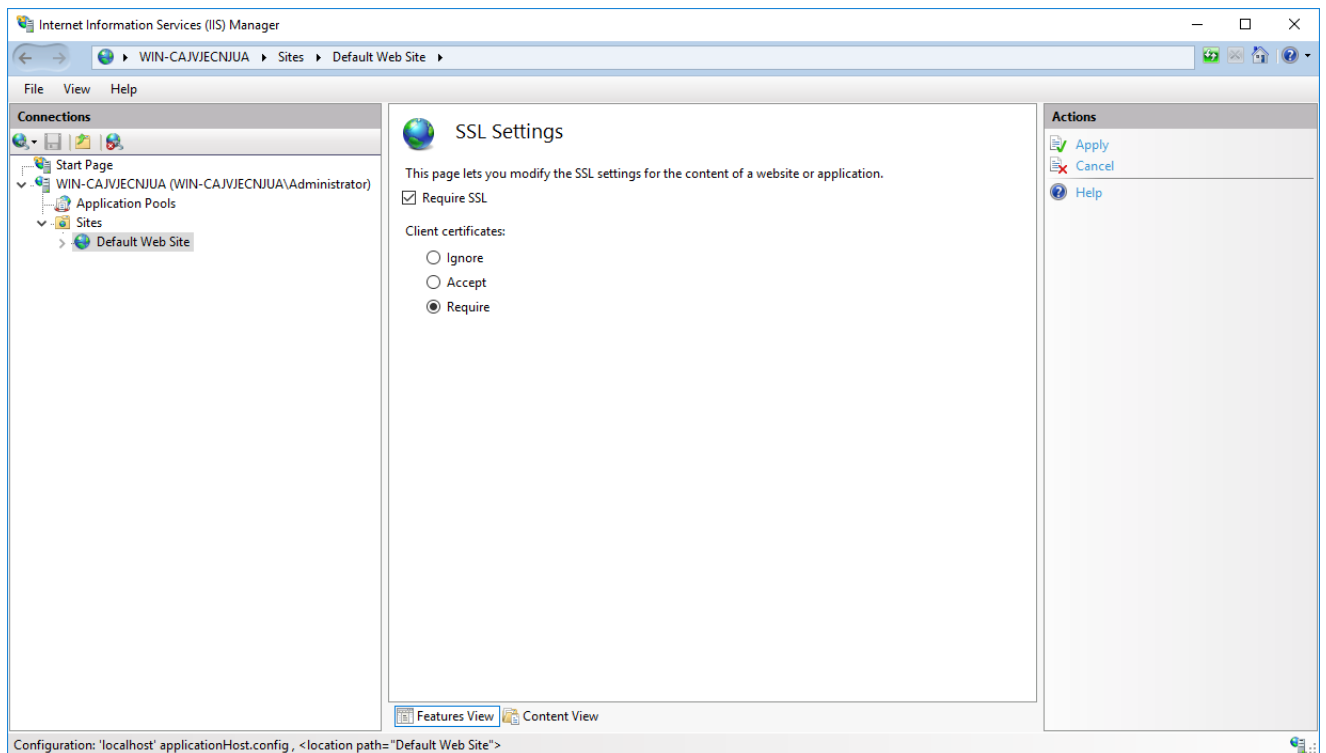 Internet Information Services (IIS) Manager
WIN-CAJVJECNJUA Sites Default Web Site
File View Help
Connections
Start Page
WIN-CAJVJECNJUA (WIN-CAJVJECNJUA\Administrator)
Application Pools
Sites
Default Web Site
SSL Settings
This page lets you modify the SSL settings for the content of a website or application.
Require SSL
Client certificates:
Ignore
Accept
Require
Features View Content View
Actions
Apply
Cancel
Help
Configuration: 'localhost' applicationHost.config , <location path="Default Web Site">